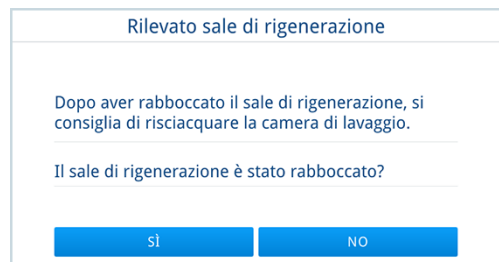 Rilevato sale di rigenerazione
Dopo aver rabboccato il sale di rigenerazione, si
consiglia di risciacquare la camera di lavaggio.
Il sale di rigenerazione è stato rabboccato?
SÌ
NO